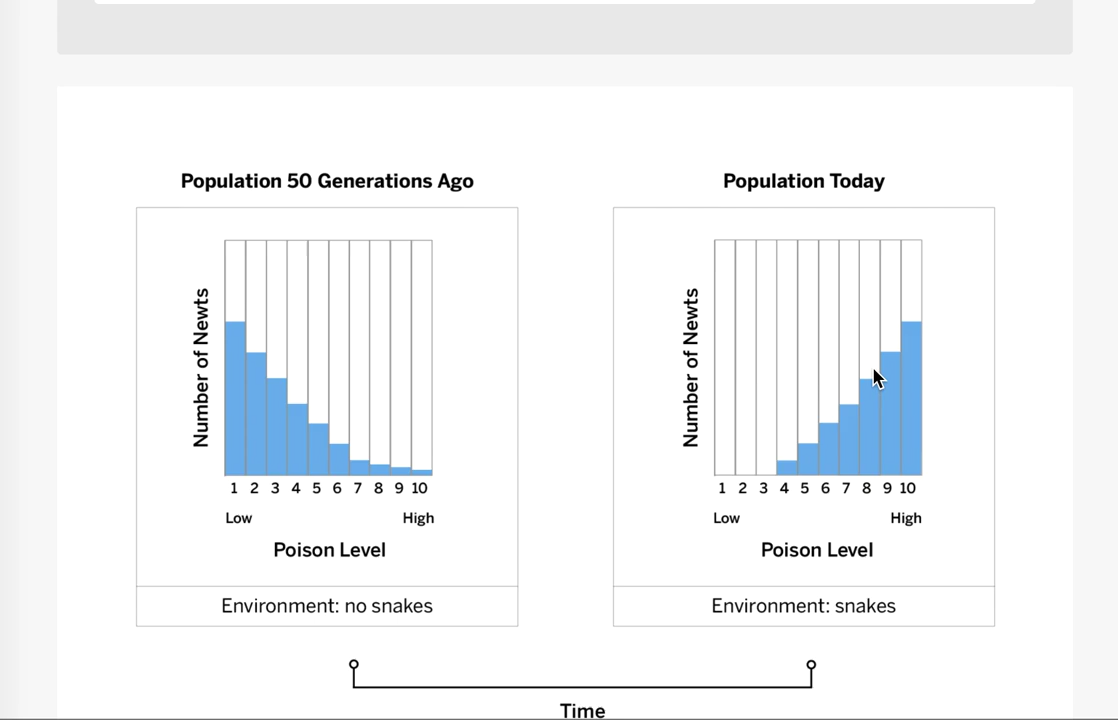 Population 50 Generations Ago
Number of Newts
1 2 3 4 5 6 7 8 9 10
Low High
Poison Level
Environment: no snakes
Population Today
Number of Newts
1 2 3 4 5 6 7 8 9 10
Low High
Poison Level
Environment: snakes
Time